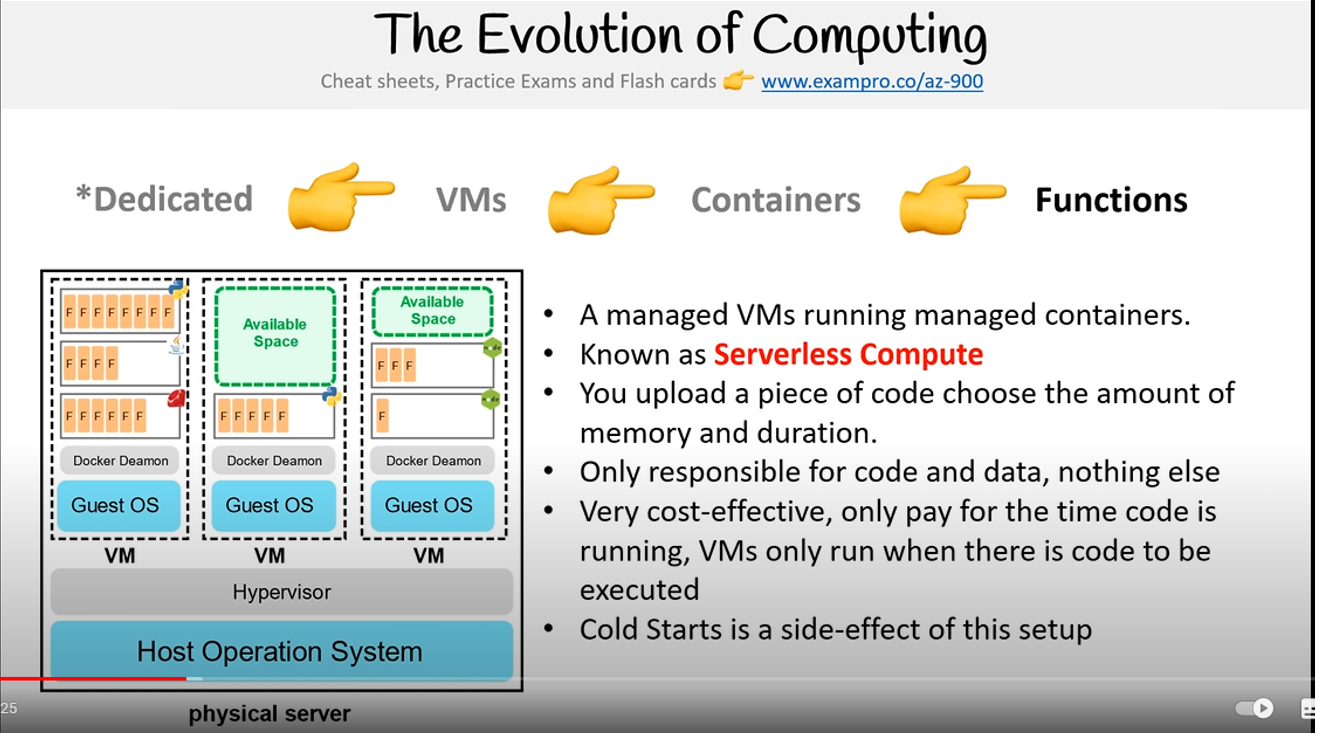 The Evolution of Computing
Cheat sheets, Practice Exams and Flash cards 👉 www.exampro.co/az-900
*Dedicated 👉 VMs 👉 Containers 👉 Functions
F F F F F F F F
F F F F
F F F F F F
Docker Deamon
Guest OS
VM
Available
Space
F F F F F
Docker Deamon
Guest OS
VM
Available
Space
F F F
F
Docker Deamon
Guest OS
VM
Hypervisor
Host Operation System
physical server
• A managed VMs running managed containers.
• Known as Serverless Compute
• You upload a piece of code choose the amount of
memory and duration.
• Only responsible for code and data, nothing else
• Very cost-effective, only pay for the time code is
running, VMs only run when there is code to be
executed
• Cold Starts is a side-effect of this setup
25